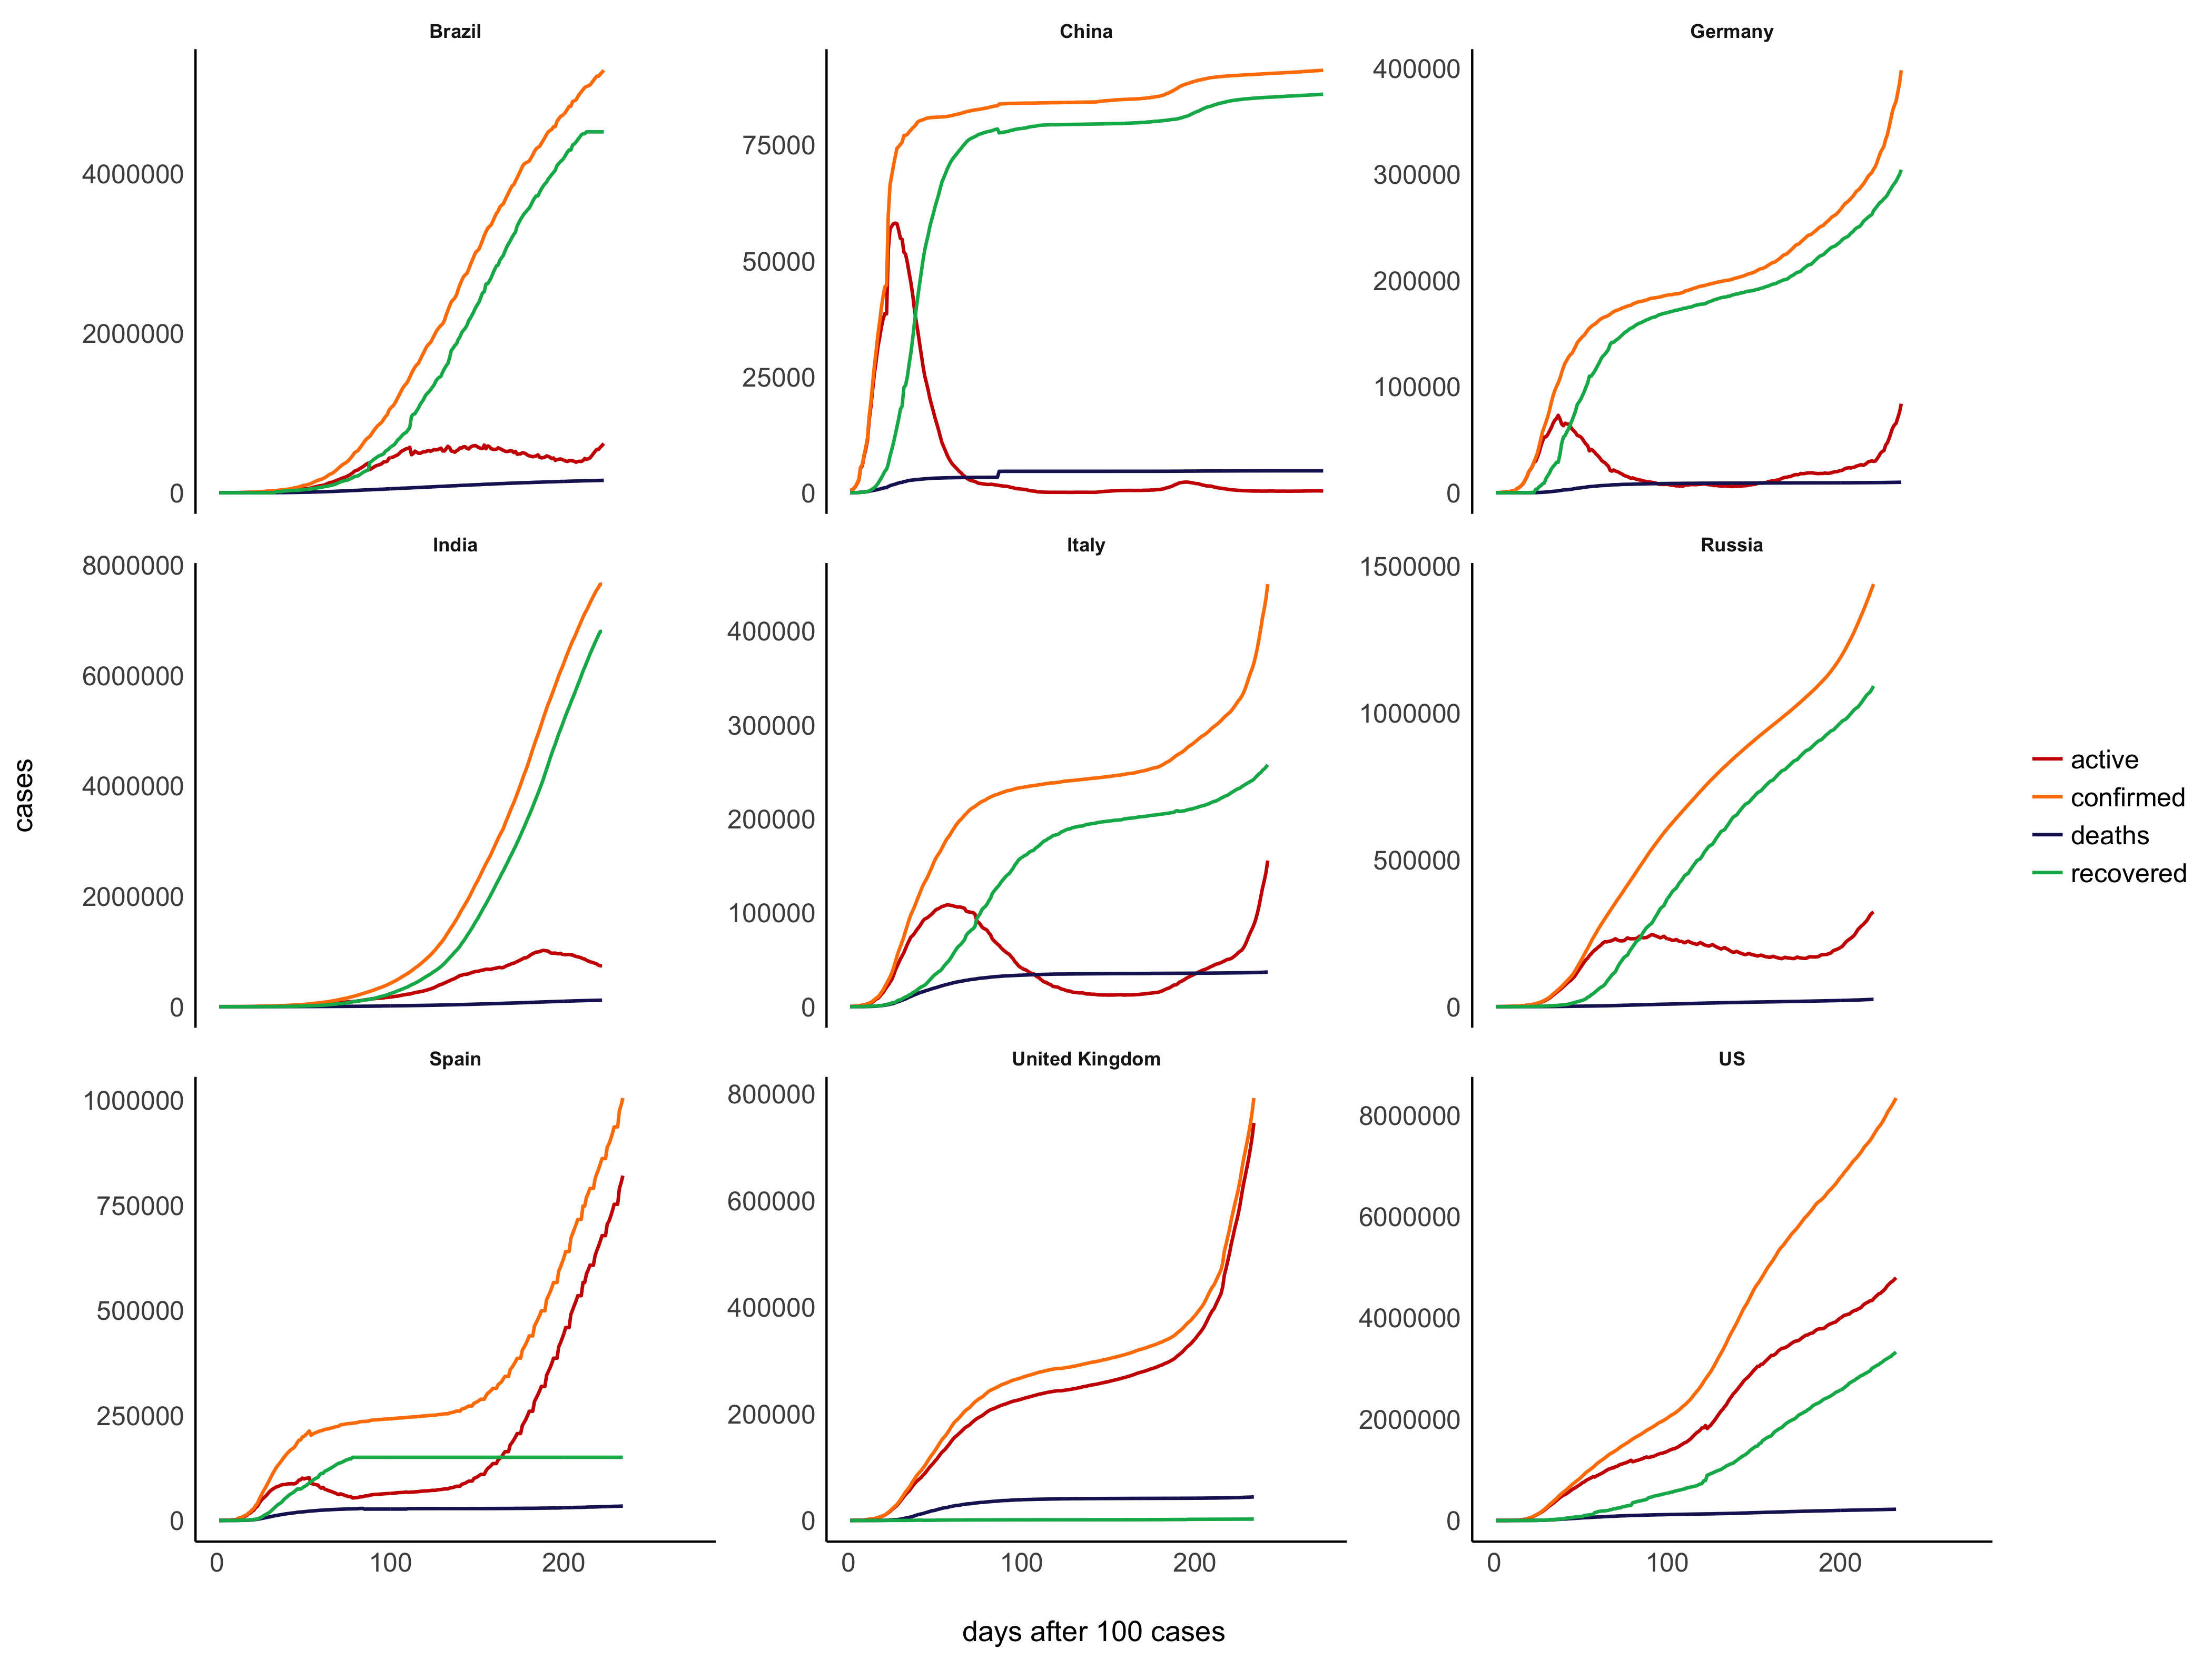 Brazil
China
Germany
4000000
2000000
0
75000
50000
25000
0
400000
300000
200000
100000
0
India
Italy
Russia
8000000
6000000
4000000
2000000
0
400000
300000
200000
100000
0
1500000
1000000
500000
0
Spain
United Kingdom
US
1000000
750000
500000
250000
0
800000
600000
400000
200000
0
8000000
6000000
4000000
2000000
0
0 100 200
0 100 200
0 100 200
days after 100 cases
cases
active
confirmed
deaths
recovered